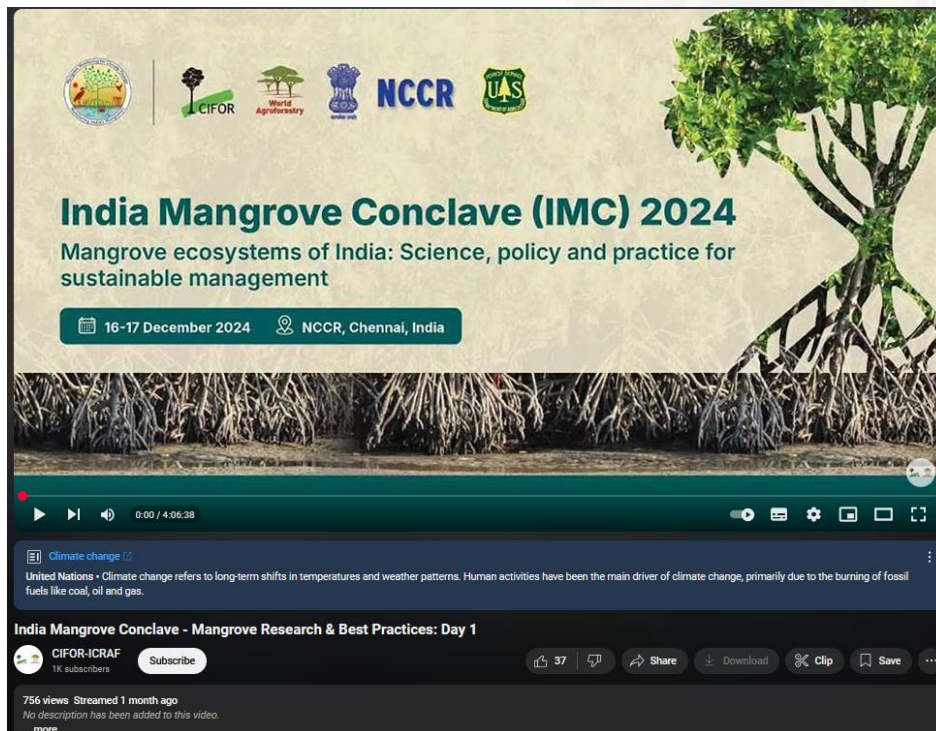 CIFOR
World
Agroforestry
NCCR
FOREST SERVICE
UAS
India Mangrove Conclave (IMC) 2024
Mangrove ecosystems of India: Science, policy and practice for
sustainable management
16-17 December 2024 NCCR, Chennai, India
0:00 / 4:06:38
Climate change
United Nations • Climate change refers to long-term shifts in temperatures and weather patterns. Human activities have been the main driver of climate change, primarily due to the burning of fossil
fuels like coal, oil and gas.
India Mangrove Conclave - Mangrove Research & Best Practices: Day 1
CIFOR-ICRAF
1K subscribers
Subscribe
37 Share Download Clip Save
756 views Streamed 1 month ago
No description has been added to this video.
...more